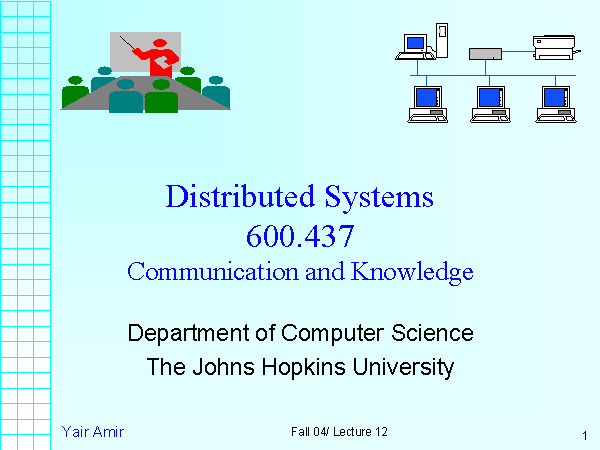 Distributed Systems
600.437
Communication and Knowledge
Department of Computer Science
The Johns Hopkins University
Yair Amir
Fall 04/ Lecture 12
1